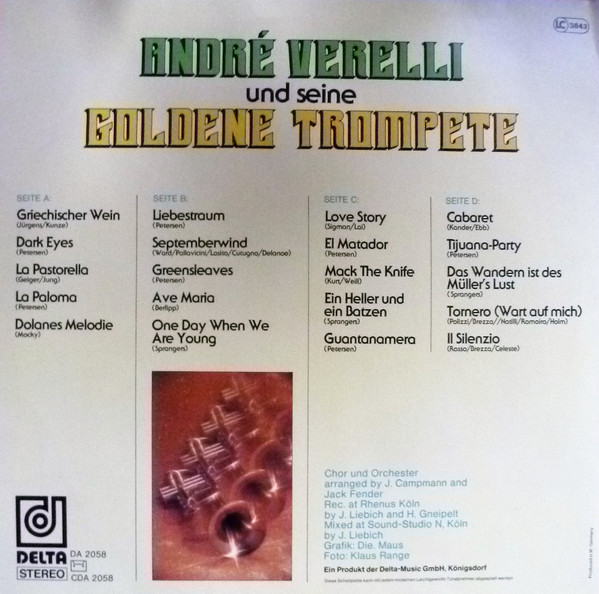 LC 3843
ANDRÉ VERELLI
und seine
GOLDENE TROMPETE
SEITE A:
Griechischer Wein
(Jürgens/Kunze)
Dark Eyes
(Petersen)
La Pastorella
(Geiger/Jung)
La Paloma
(Petersen)
Dolanes Melodie
(Macky)
SEITE B:
Liebestraum
(Petersen)
Septemberwind
(Ward/Pallavicini/Losito/Cutugno/Delanoe)
Greensleaves
(Petersen)
Ave Maria
(Berlipp)
One Day When We
Are Young
(Sprangers)
SEITE C:
Love Story
(Sigman/Lai)
El Matador
(Petersen)
Mack The Knife
(Kurt/Weill)
Ein Heller und
ein Batzen
(Sprangers)
Guantanamera
(Petersen)
SEITE D:
Cabaret
(Kander/Ebb)
Tijuana-Party
(Petersen)
Das Wandern ist des
Müller's Lust
(Sprangers)
Tornero (Wart auf mich)
(Polizzi/Brezza//Natilli/Ramoira/Holm)
Il Silenzio
(Rosso/Brezza/Celeste)
Chor und Orchester
arranged by J. Campmann and
Jack Fender
Rec. at Rhenus Köln
by J. Liebich and H. Gneipelt
Mixed at Sound-Studio N, Köln
by J. Liebich
Grafik: Die. Maus
Foto: Klaus Range
Ein Produkt der Delta-Music GmbH, Königsdorf
DELTA DA 2058
STEREO CDA 2058